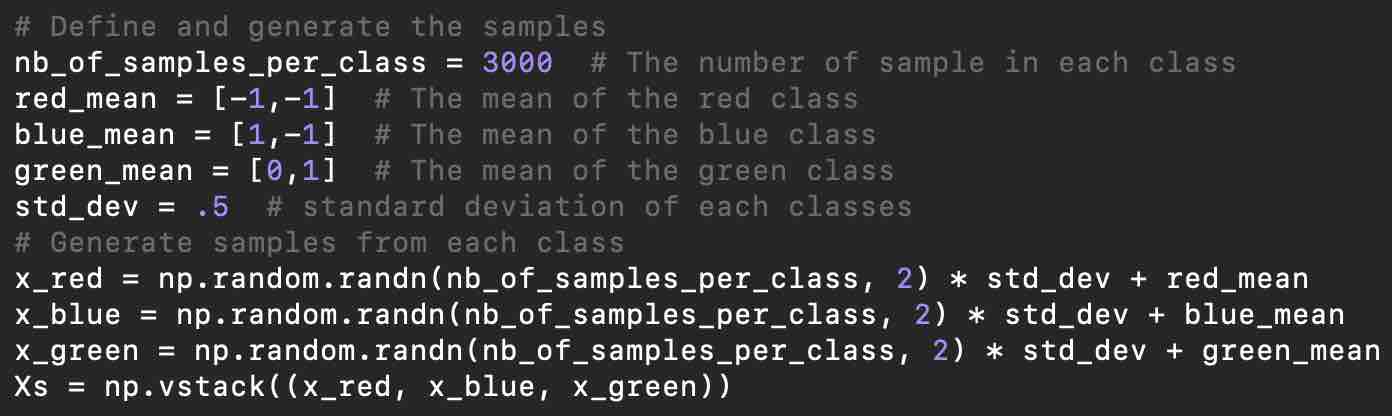 # Define and generate the samples
nb_of_samples_per_class = 3000  # The number of sample in each class
red_mean = [-1,-1]  # The mean of the red class
blue_mean = [1,-1]  # The mean of the blue class
green_mean = [0,1]  # The mean of the green class
std_dev = .5  # standard deviation of each classes
# Generate samples from each class
x_red = np.random.randn(nb_of_samples_per_class, 2) * std_dev + red_mean
x_blue = np.random.randn(nb_of_samples_per_class, 2) * std_dev + blue_mean
x_green = np.random.randn(nb_of_samples_per_class, 2) * std_dev + green_mean
Xs = np.vstack((x_red, x_blue, x_green))